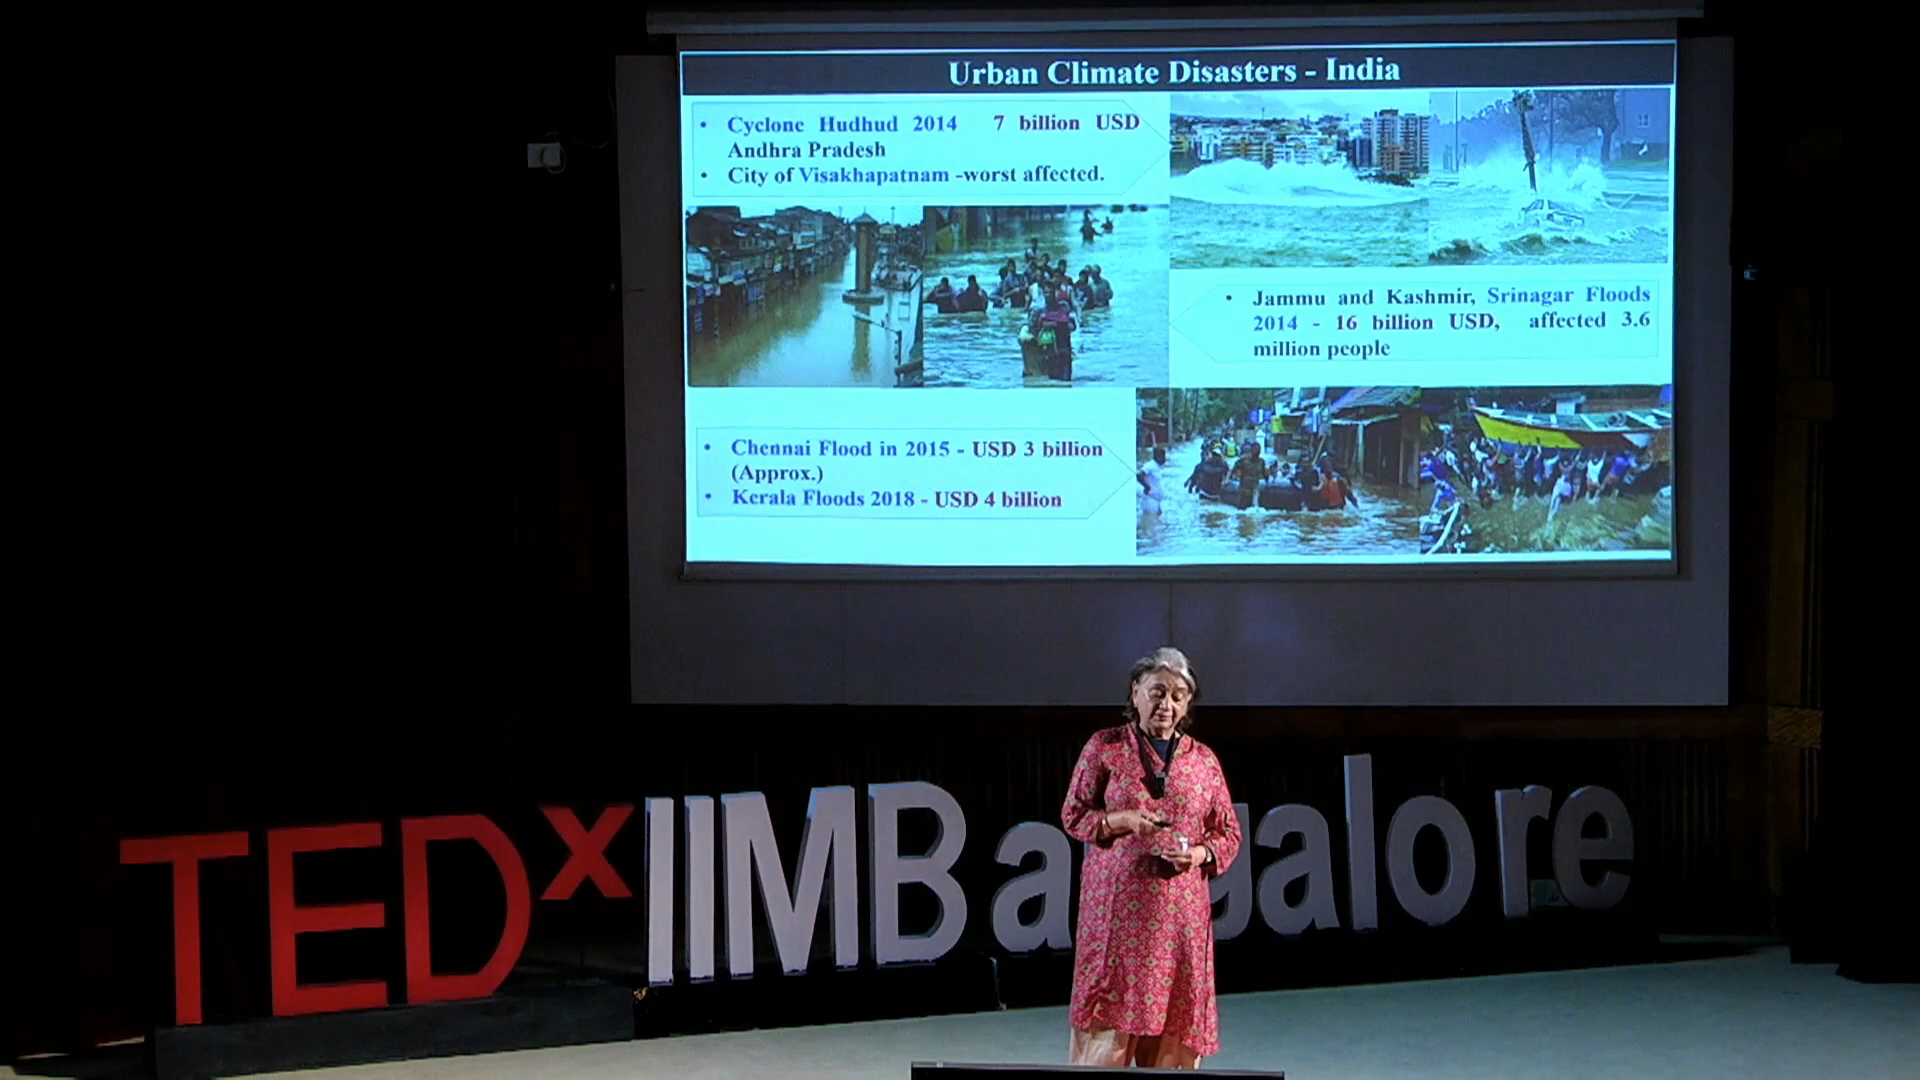 Urban Climate Disasters - India
• Cyclone Hudhud 2014 7 billion USD
Andhra Pradesh
• City of Visakhapatnam -worst affected.
• Jammu and Kashmir, Srinagar Floods
2014 - 16 billion USD, affected 3.6
million people
• Chennai Flood in 2015 - USD 3 billion
(Approx.)
• Kerala Floods 2018 - USD 4 billion
TEDxIIMBangalore